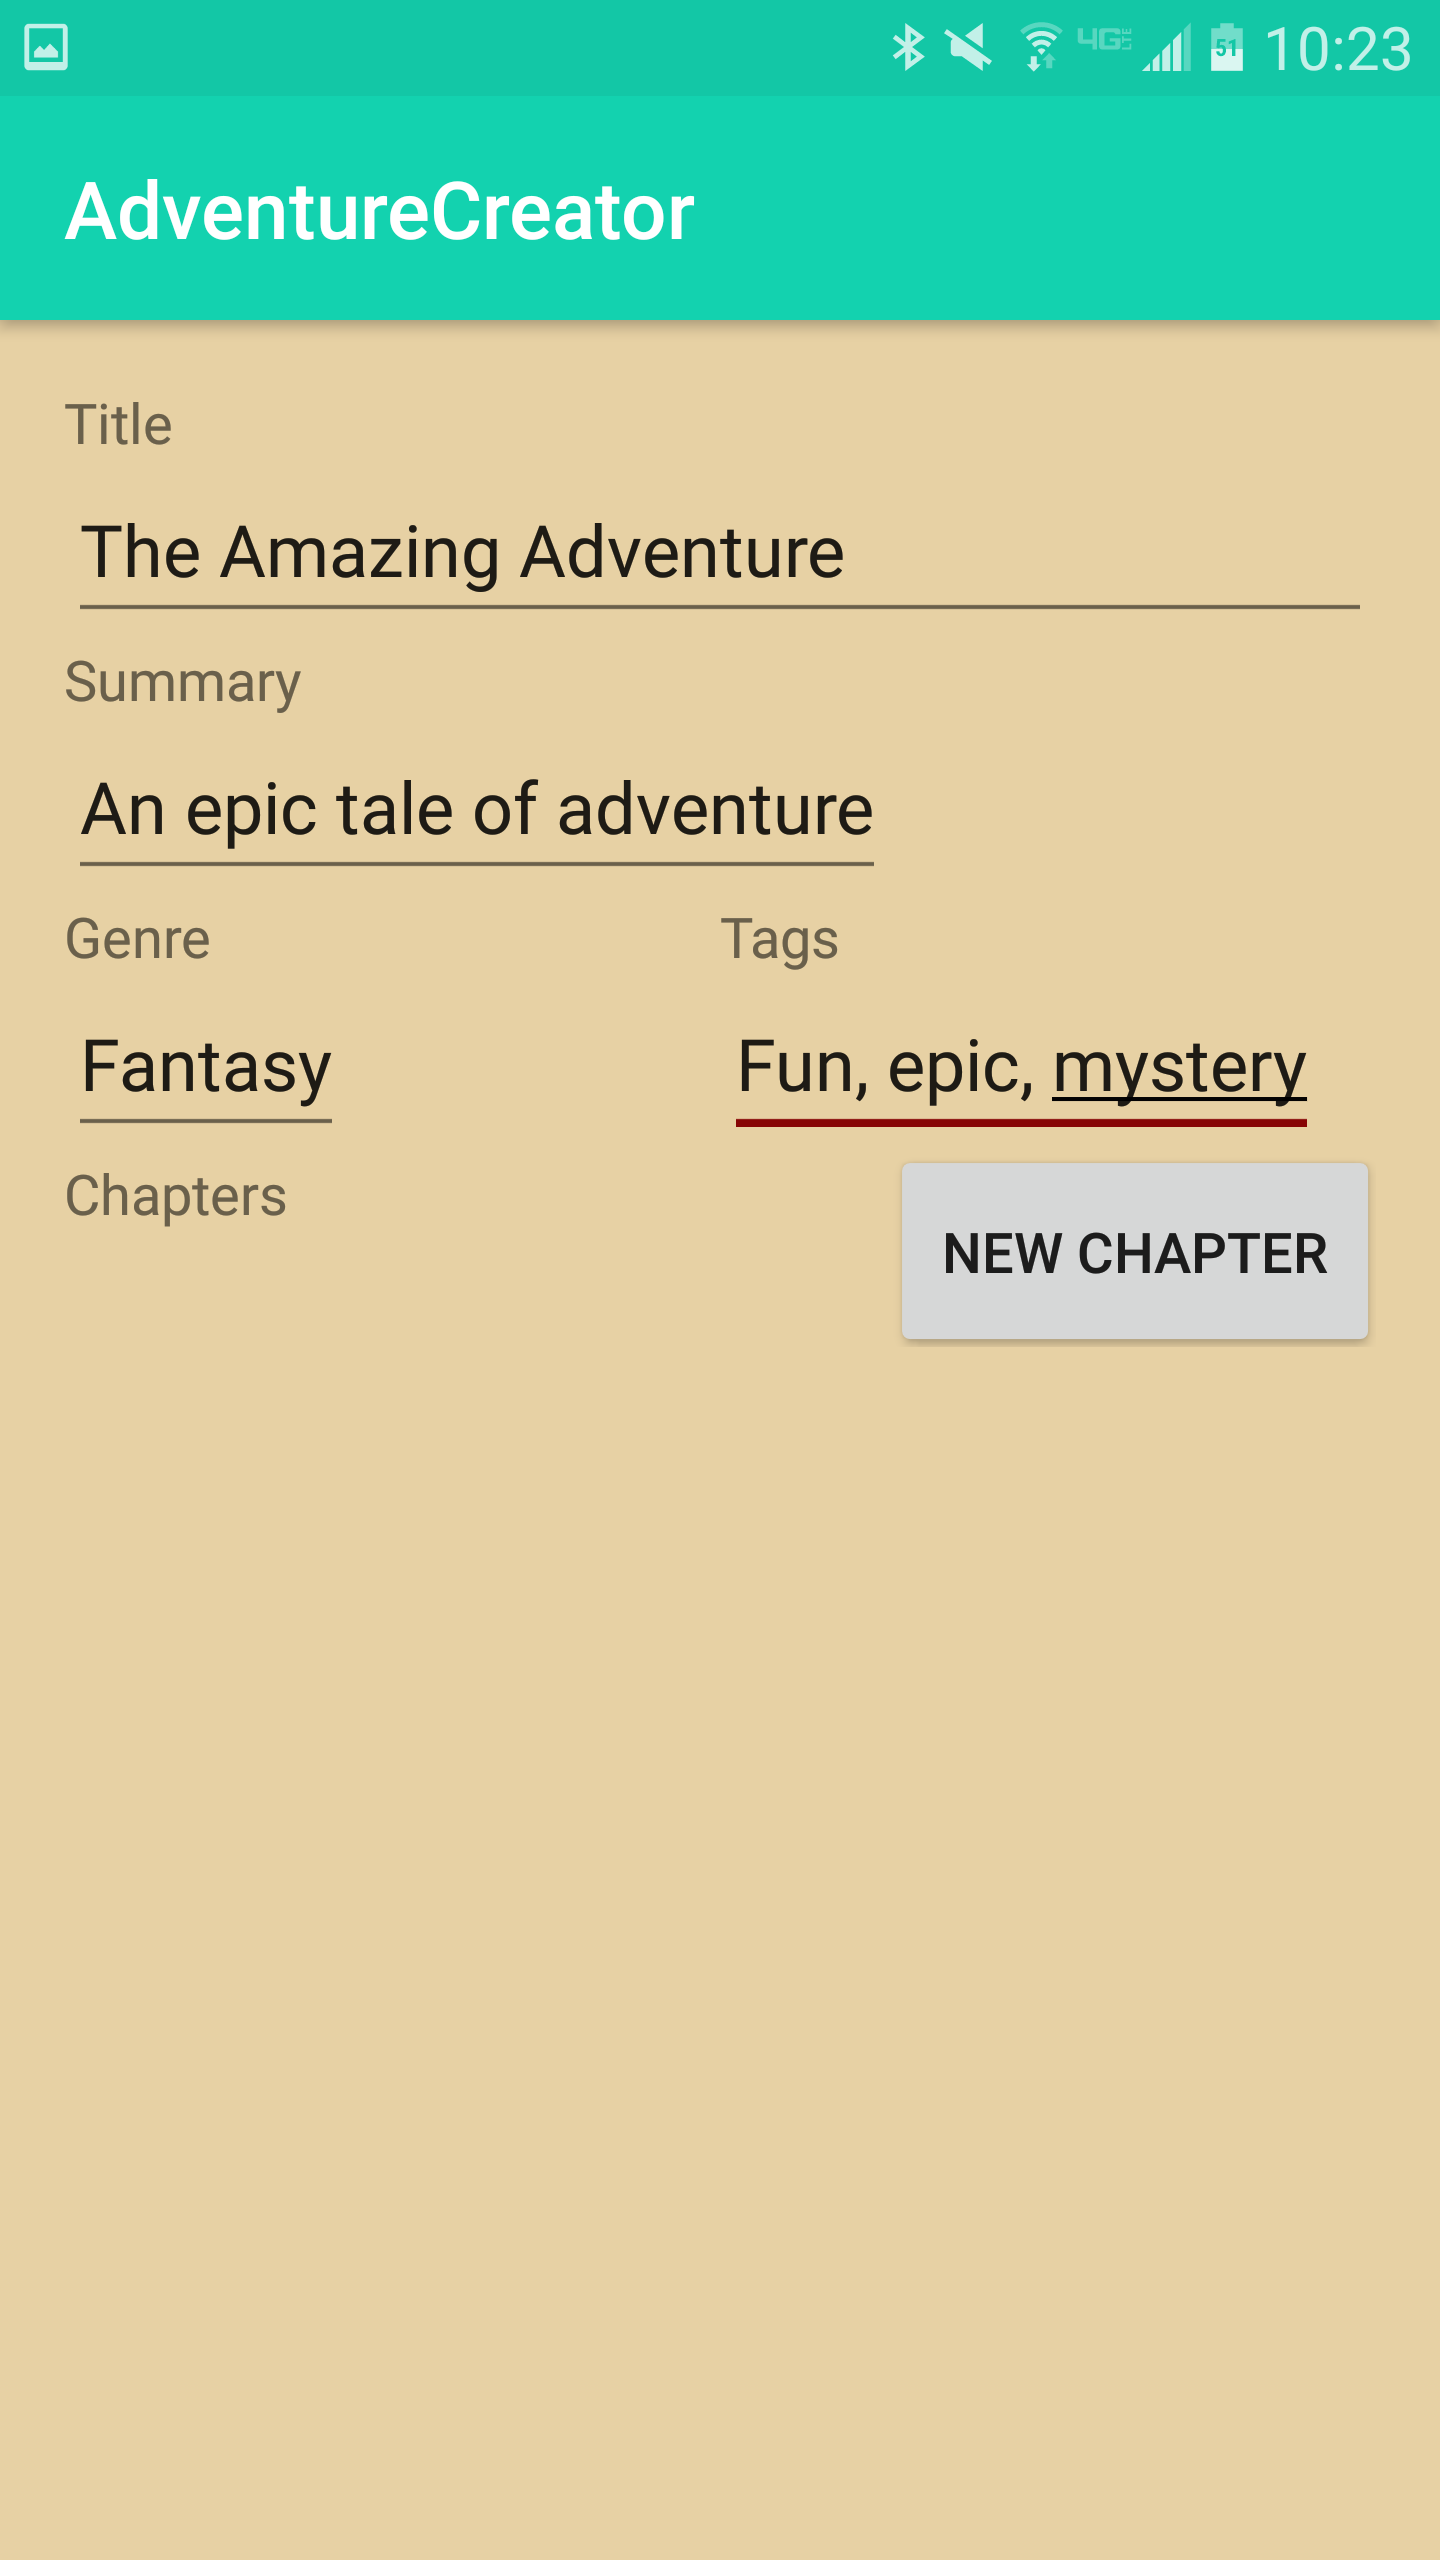 4G LTE 51 10:23
AdventureCreator
Title
The Amazing Adventure
Summary
An epic tale of adventure
Genre Tags
Fantasy Fun, epic, mystery
Chapters NEW CHAPTER